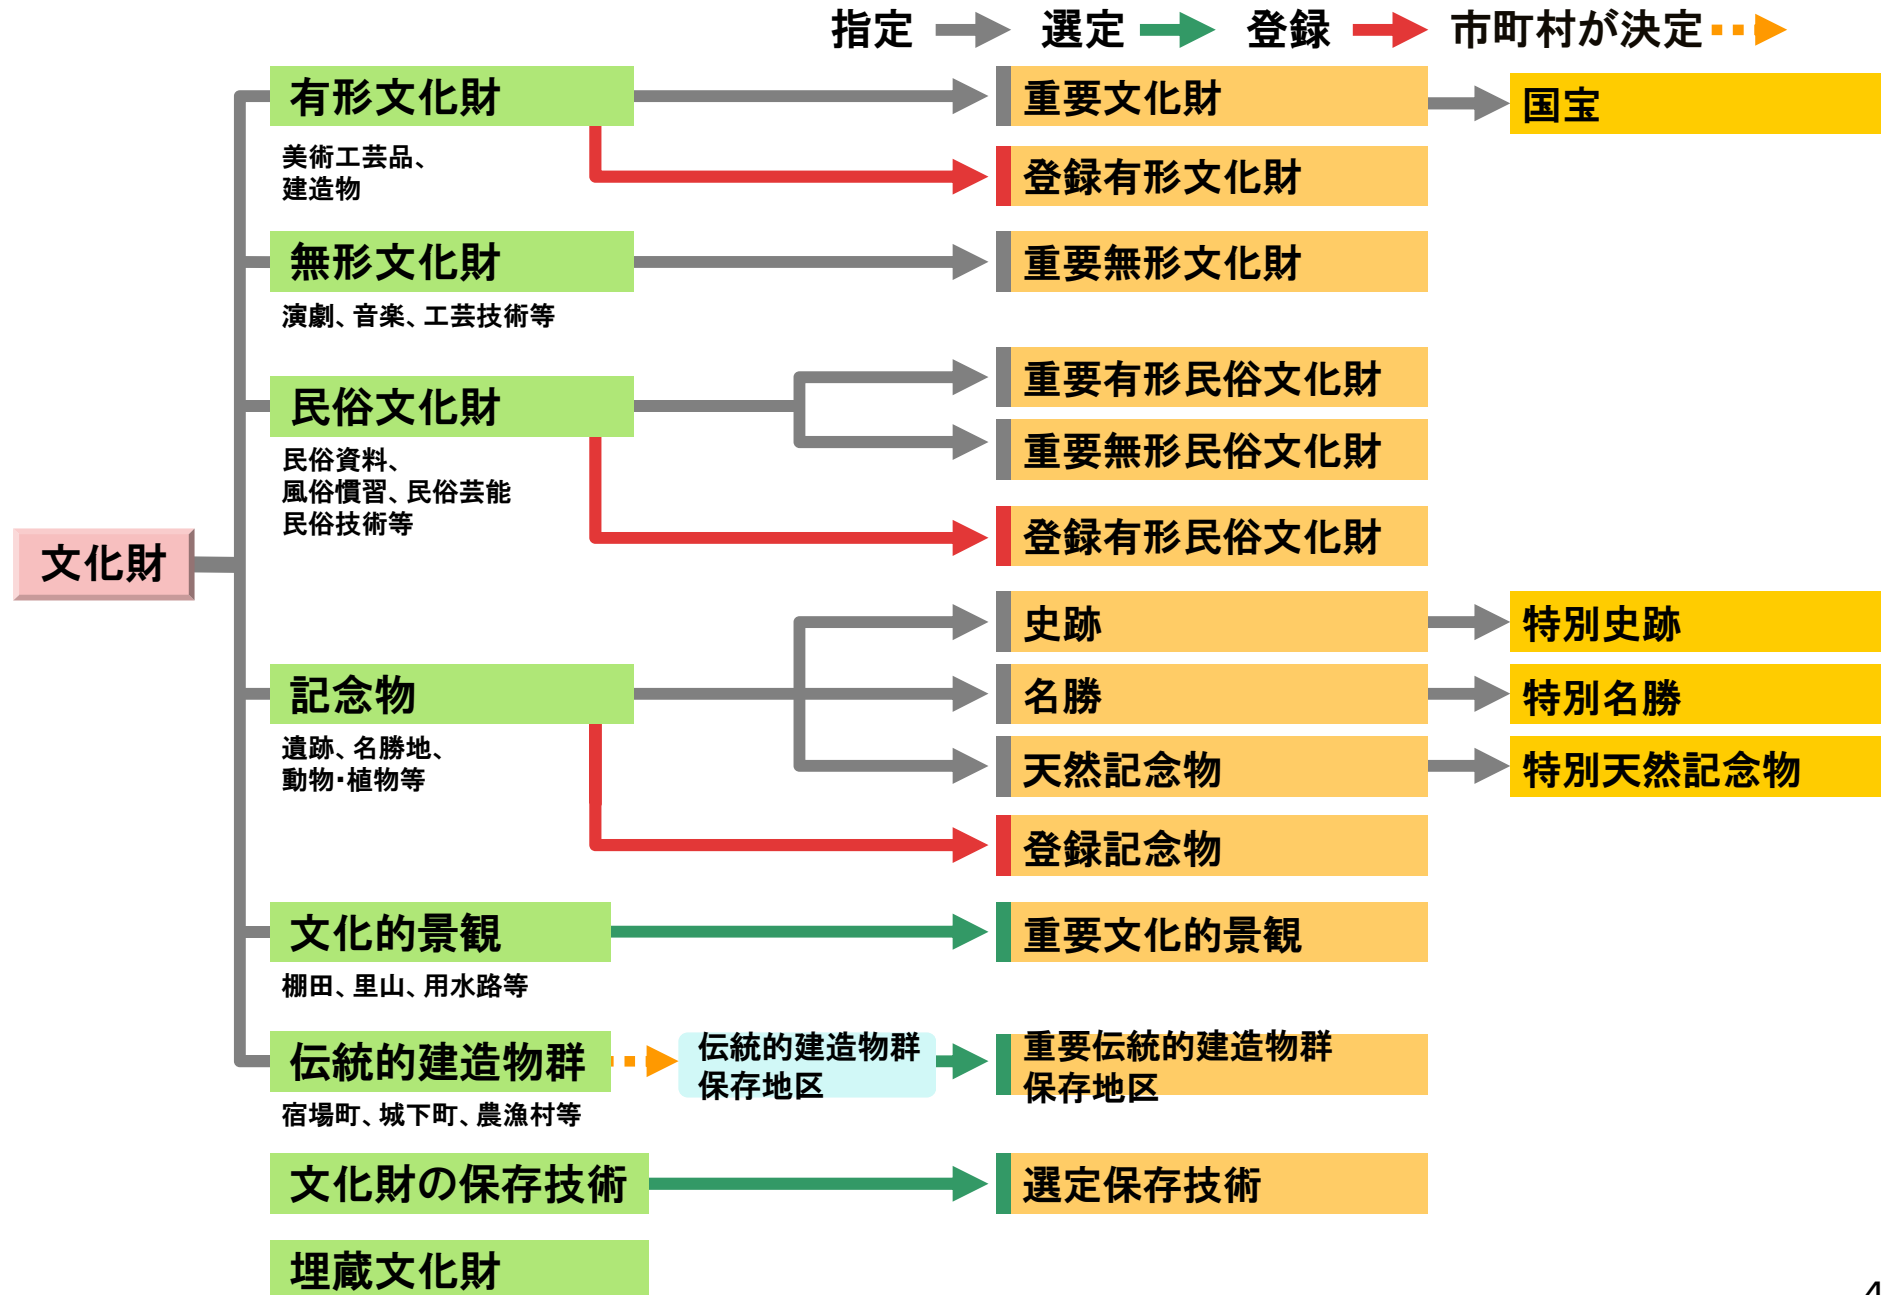 指定 選定 登録 市町村が決定
有形文化財
重要文化財
国宝
美術工芸品、
建造物
登録有形文化財
無形文化財
重要無形文化財
演劇、音楽、工芸技術等
民俗文化財
重要有形民俗文化財
重要無形民俗文化財
民俗資料、
風俗慣習、民俗芸能
民俗技術等
登録有形民俗文化財
文化財
史跡
特別史跡
記念物
名勝
特別名勝
遺跡、名勝地、
動物・植物等
天然記念物
特別天然記念物
登録記念物
文化的景観
重要文化的景観
棚田、里山、用水路等
伝統的建造物群
伝統的建造物群
保存地区
重要伝統的建造物群
保存地区
宿場町、城下町、農漁村等
文化財の保存技術
選定保存技術
埋蔵文化財
4